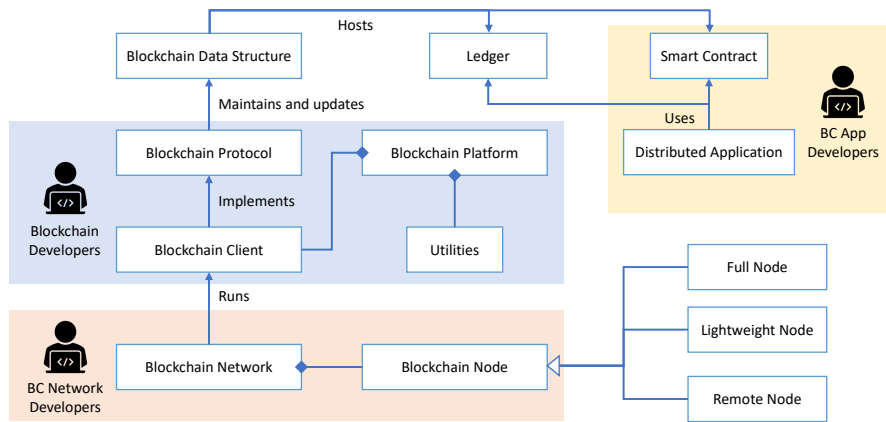 Hosts
Blockchain Data Structure
Ledger
Smart Contract
Maintains and updates
Uses
BC App
Developers
Blockchain Protocol
Blockchain Platform
Distributed Application
Implements
Blockchain
Developers
Blockchain Client
Utilities
Full Node
Runs
Lightweight Node
BC Network
Developers
Blockchain Network
Blockchain Node
Remote Node